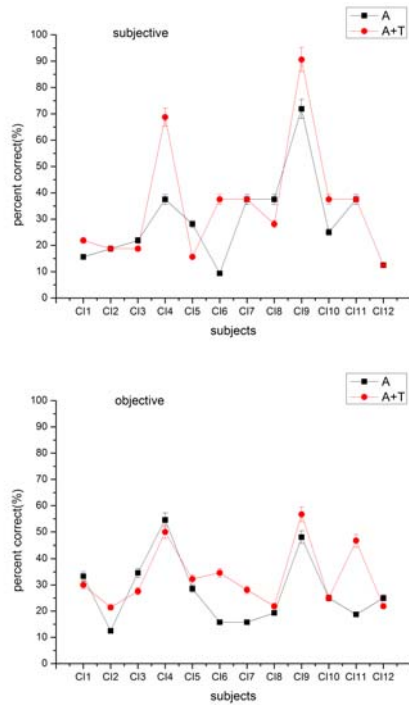 A
A+T
subjective
100
90
80
70
60
50
40
30
20
10
0
percent correct(%)
CI1 CI2 CI3 CI4 CI5 CI6 CI7 CI8 CI9 CI10 CI11 CI12
subjects
A
A+T
objective
100
90
80
70
60
50
40
30
20
10
0
percent correct(%)
CI1 CI2 CI3 CI4 CI5 CI6 CI7 CI8 CI9 CI10 CI11 CI12
subjects